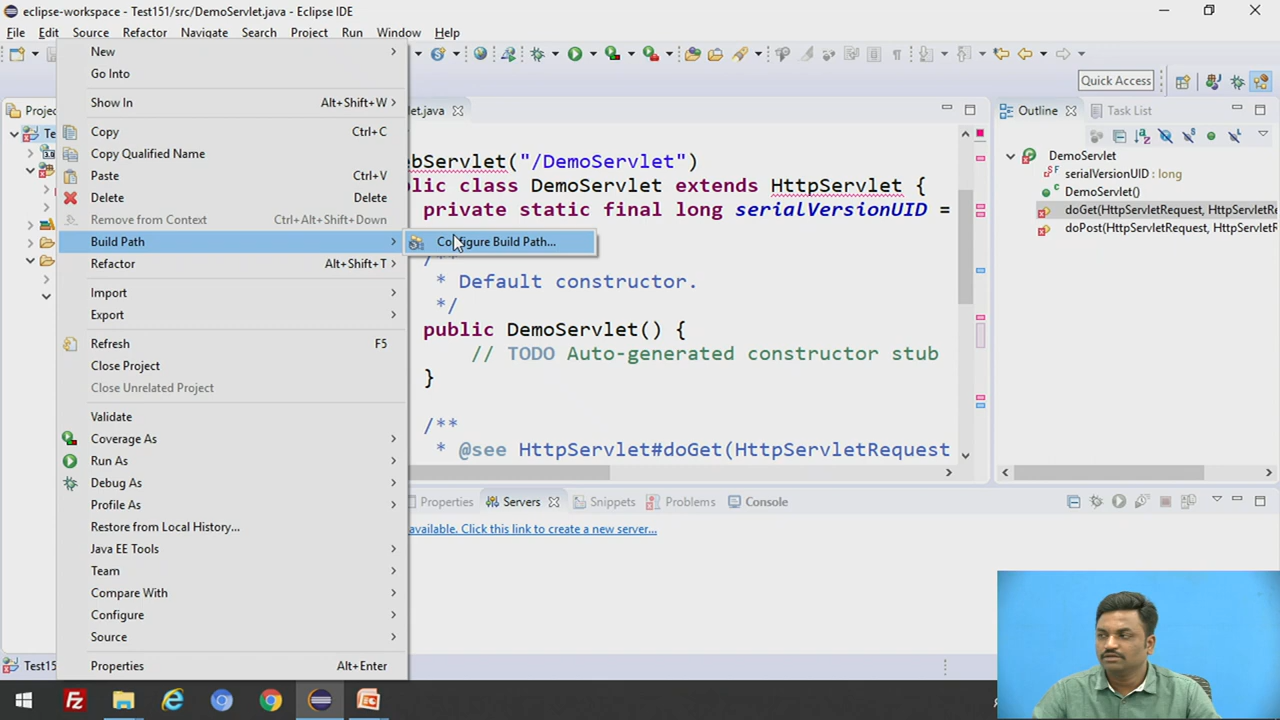 eclipse-workspace - Test151/src/DemoServlet.java - Eclipse IDE
File Edit Source Refactor Navigate Search Project Run Window Help
Quick Access
New
Go Into
Show In Alt+Shift+W
Copy Ctrl+C
Copy Qualified Name
Paste Ctrl+V
Delete Delete
Remove from Context Ctrl+Alt+Shift+Down
Build Path
Refactor Alt+Shift+T
Import
Export
Refresh F5
Close Project
Close Unrelated Project
Validate
Coverage As
Run As
Debug As
Profile As
Restore from Local History...
Java EE Tools
Team
Compare With
Configure
Source
Properties Alt+Enter
Configure Build Path...
Projec
Te
Test15
et.java
ebServlet("/DemoServlet")
blic class DemoServlet extends HttpServlet {
private static final long serialVersionUID =
/**
* Default constructor.
*/
public DemoServlet() {
// TODO Auto-generated constructor stub
}
/**
* @see HttpServlet#doGet(HttpServletRequest
Outline Task List
DemoServlet
serialVersionUID : long
DemoServlet()
doGet(HttpServletRequest, HttpServletRe
doPost(HttpServletRequest, HttpServletR
Properties Servers Snippets Problems Console
available. Click this link to create a new server...